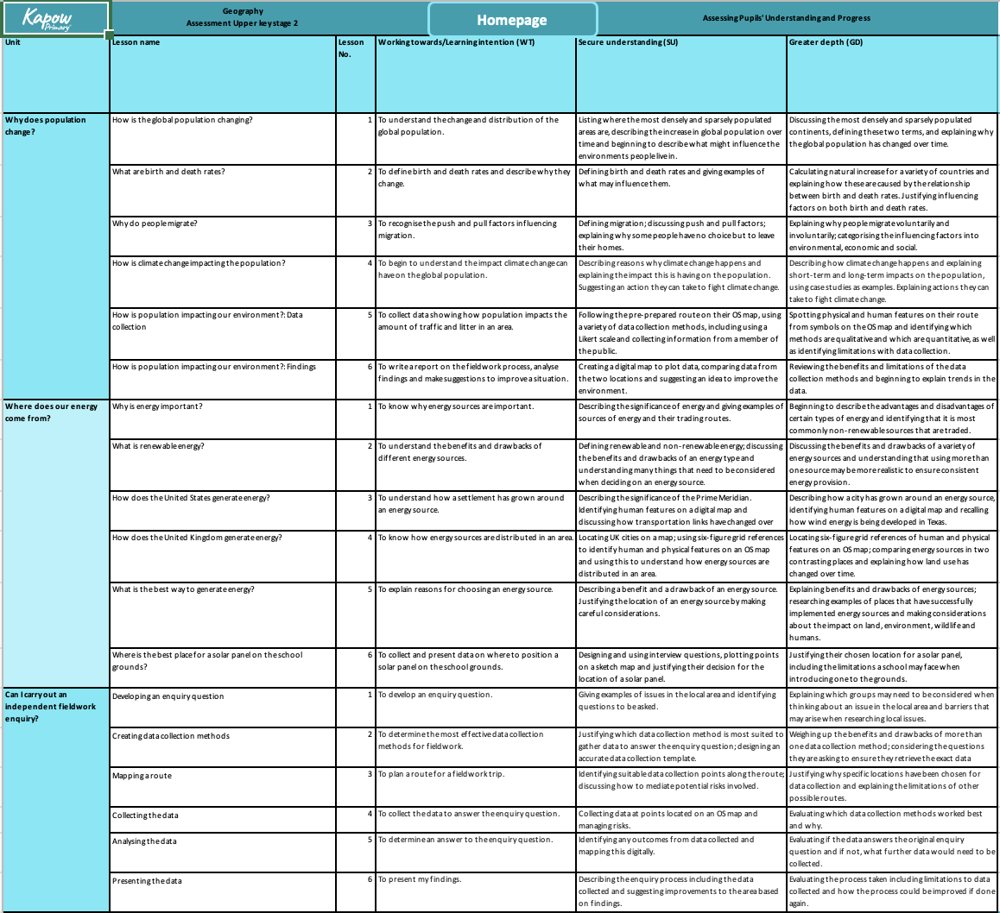 Kapow
Primary
Geography
Assessment Upper key stage 2
Homepage
Assessing Pupils' Understanding and Progress
Unit
Lesson name
Lesson
No.
Working towards/Learning intention (WT)
Secure understanding (SU)
Greater depth (GD)
Why does population
change?
How is the global population changing?
1
To understand the change and distribution of the
global population.
Listing where the most densely and sparsely populated
areas are, describing the increase in global population over
time and beginning to describe what might influence the
environments people live in.
Discussing the most densely and sparsely populated
continents, defining these two terms, and explaining why
the global population has changed over time.
What are birth and death rates?
2
To define birth and death rates and describe why they
change.
Defining birth and death rates and giving examples of
what may influence them.
Calculating natural increase for a variety of countries and
explaining how these are caused by the relationship
between birth and death rates. Justifying influencing
factors on both birth and death rates.
Why do people migrate?
3
To recognise the push and pull factors influencing
migration.
Defining migration; discussing push and pull factors;
explaining why some people have no choice but to leave
their homes.
Explaining why people migrate voluntarily and
involuntarily; categorising the influencing factors into
environmental, economic and social.
How is climate change impacting the population?
4
To begin to understand the impact climate change can
have on the global population.
Describing reasons why climate change happens and
explaining the impact this is having on the population.
Suggesting an action they can take to fight climate change.
Describing how climate change happens and explaining
short-term and long-term impacts on the population,
using case studies as examples. Explaining actions they can
take to fight climate change.
How is population impacting our environment?: Data
collection
5
To collect data showing how population impacts the
amount of traffic and litter in an area.
Following the pre-prepared route on their OS map, using
a variety of data collection methods, including using a
Likert scale and collecting information from a member of
the public.
Spotting physical and human features on their route
from symbols on the OS map and identifying which
methods are qualitative and which are quantitative, as well
as identifying limitations with data collection.
How is population impacting our environment?: Findings
6
To write a report on the fieldwork process, analyse
findings and make suggestions to improve a situation.
Creating a digital map to plot data, comparing data from
the two locations and suggesting an idea to improve the
environment.
Reviewing the benefits and limitations of the data
collection methods and beginning to explain trends in the
data.
Where does our energy
come from?
Why is energy important?
1
To know why energy sources are important.
Describing the significance of energy and giving examples of
sources of energy and their trading routes.
Beginning to describe the advantages and disadvantages of
certain types of energy and identifying that it is most
commonly non-renewable sources that are traded.
What is renewable energy?
2
To understand the benefits and drawbacks of
different energy sources.
Defining renewable and non-renewable energy; discussing
the benefits and drawbacks of an energy type and
understanding many things that need to be considered
when deciding on an energy source.
Discussing the benefits and drawbacks of a variety of
energy sources and understanding that using more than
one source may be more realistic to ensure consistent
energy provision.
How does the United States generate energy?
3
To understand how a settlement has grown around
an energy source.
Describing the significance of the Prime Meridian.
Identifying human features on a digital map and
discussing how transportation links have changed over
Describing how a city has grown around an energy source,
identifying human features on a digital map and recalling
how wind energy is being developed in Texas.
How does the United Kingdom generate energy?
4
To know how energy sources are distributed in an area.
Locating UK cities on a map; using six-figure grid references
to identify human and physical features on an OS map
and using this to understand how energy sources are
distributed in an area.
Locating six-figure grid references of human and physical
features on an OS map; comparing energy sources in two
contrasting places and explaining how land use has
changed over time.
What is the best way to generate energy?
5
To explain reasons for choosing an energy source.
Describing a benefit and a drawback of an energy source.
Justifying the location of an energy source by making
careful considerations.
Explaining benefits and drawbacks of energy sources;
researching examples of places that have successfully
implemented energy sources and making considerations
about the impact on land, environment, wildlife and
humans.
Where is the best place for a solar panel on the school
grounds?
6
To collect and present data on where to position a
solar panel on the school grounds.
Designing and using interview questions, plotting points
on a sketch map and justifying their decision for the
location of a solar panel.
Justifying their chosen location for a solar panel,
including the limitations a school may face when
introducing one to the grounds.
Can I carry out an
independent fieldwork
enquiry?
Developing an enquiry question
1
To develop an enquiry question.
Giving examples of issues in the local area and identifying
questions to be asked.
Explaining which groups may need to be considered when
thinking about an issue in the local area and barriers that
may arise when researching local issues.
Creating data collection methods
2
To determine the most effective data collection
methods for fieldwork.
Justifying which data collection method is most suited to
gather data to answer the enquiry question; designing an
accurate data collection template.
Weighing up the benefits and drawbacks of more than
one data collection method; considering the questions
they are asking to ensure they retrieve the exact data
Mapping a route
3
To plan a route for a fieldwork trip.
Identifying suitable data collection points along the route;
discussing how to mediate potential risks involved.
Justifying why specific locations have been chosen for
data collection and explaining the limitations of other
possible routes.
Collecting the data
4
To collect the data to answer the enquiry question.
Collecting data at points located on an OS map and
managing risks.
Evaluating which data collection methods worked best
and why.
Analysing the data
5
To determine an answer to the enquiry question.
Identifying any outcomes from data collected and
mapping this digitally.
Evaluating if the data answers the original enquiry
question and if not, what further data would need to be
collected.
Presenting the data
6
To present my findings.
Describing the enquiry process including the data
collected and suggesting improvements to the area based
on findings.
Evaluating the process taken including limitations to data
collected and how the process could be improved if done
again.